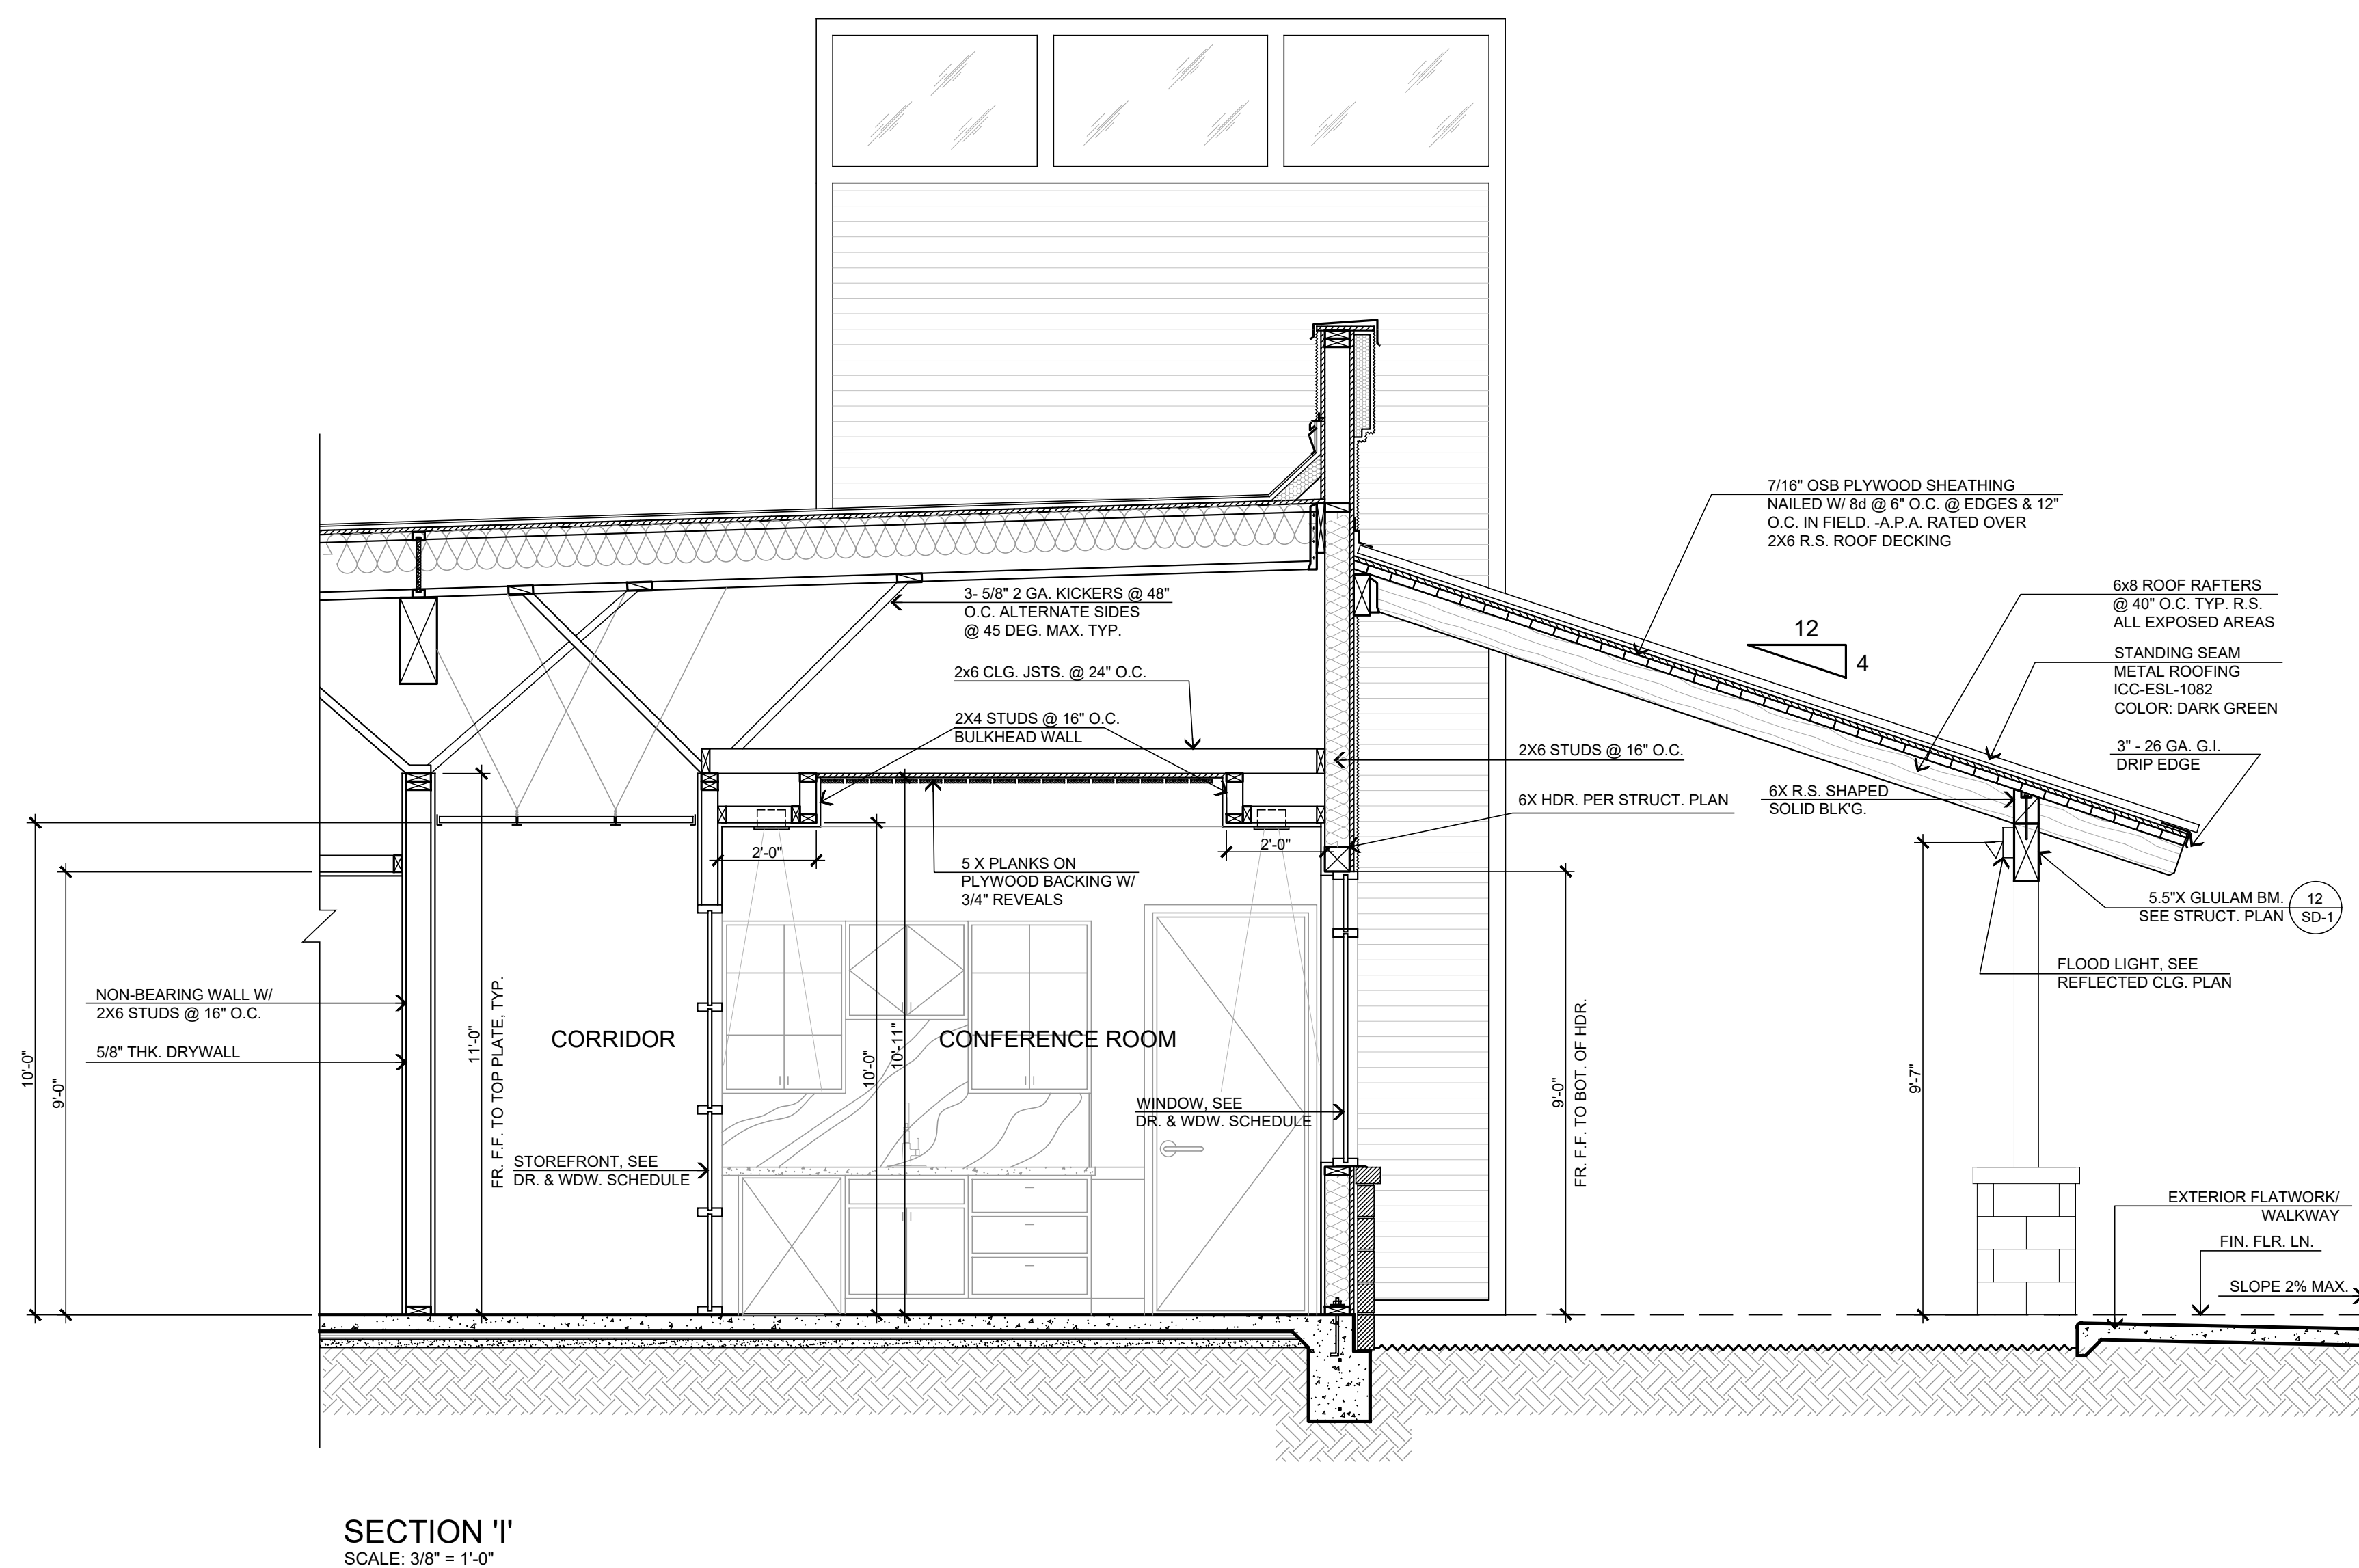 7/16" OSB PLYWOOD SHEATHING
NAILED W/ 8d @ 6" O.C. @ EDGES & 12"
O.C. IN FIELD. -A.P.A. RATED OVER
2X6 R.S. ROOF DECKING
6x8 ROOF RAFTERS
@ 40" O.C. TYP. R.S.
ALL EXPOSED AREAS
12
4
STANDING SEAM
METAL ROOFING
ICC-ESL-1082
COLOR: DARK GREEN
3" - 26 GA. G.I.
DRIP EDGE
3- 5/8" 2 GA. KICKERS @ 48"
O.C. ALTERNATE SIDES
@ 45 DEG. MAX. TYP.
2x6 CLG. JSTS. @ 24" O.C.
2X4 STUDS @ 16" O.C.
BULKHEAD WALL
2X6 STUDS @ 16" O.C.
6X HDR. PER STRUCT. PLAN
6X R.S. SHAPED
SOLID BLK'G.
2'-0"
2'-0"
5 X PLANKS ON
PLYWOOD BACKING W/
3/4" REVEALS
5.5"X GLULAM BM.
SEE STRUCT. PLAN
12
SD-1
FLOOD LIGHT, SEE
REFLECTED CLG. PLAN
NON-BEARING WALL W/
2X6 STUDS @ 16" O.C.
5/8" THK. DRYWALL
10'-0"
9'-0"
11'-0"
FR. F.F. TO TOP PLATE, TYP.
CORRIDOR
10'-0"
10'-11"
CONFERENCE ROOM
WINDOW, SEE
DR. & WDW. SCHEDULE
STOREFRONT, SEE
DR. & WDW. SCHEDULE
9'-0"
FR. F.F. TO BOT. OF HDR.
9'-7"
EXTERIOR FLATWORK/
WALKWAY
FIN. FLR. LN.
SLOPE 2% MAX.
SECTION 'I'
SCALE: 3/8" = 1'-0"